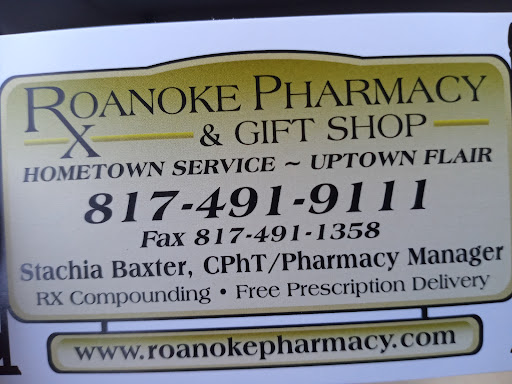 ROANOKE PHARMACY
& GIFT SHOP
HOMETOWN SERVICE ~ UPTOWN FLAIR
817-491-9111
Fax 817-491-1358
Stachia Baxter, CPhT/Pharmacy Manager
RX Compounding • Free Prescription Delivery
www.roanokepharmacy.com